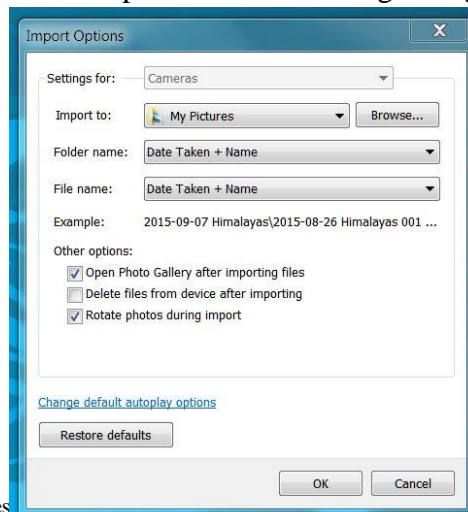 Import Options
X
Settings for: Cameras
Import to: My Pictures Browse...
Folder name: Date Taken + Name
File name: Date Taken + Name
Example: 2015-09-07 Himalayas\2015-08-26 Himalayas 001 ...
Other options:
Open Photo Gallery after importing files
Delete files from device after importing
Rotate photos during import
Change default autoplay options
Restore defaults
OK Cancel